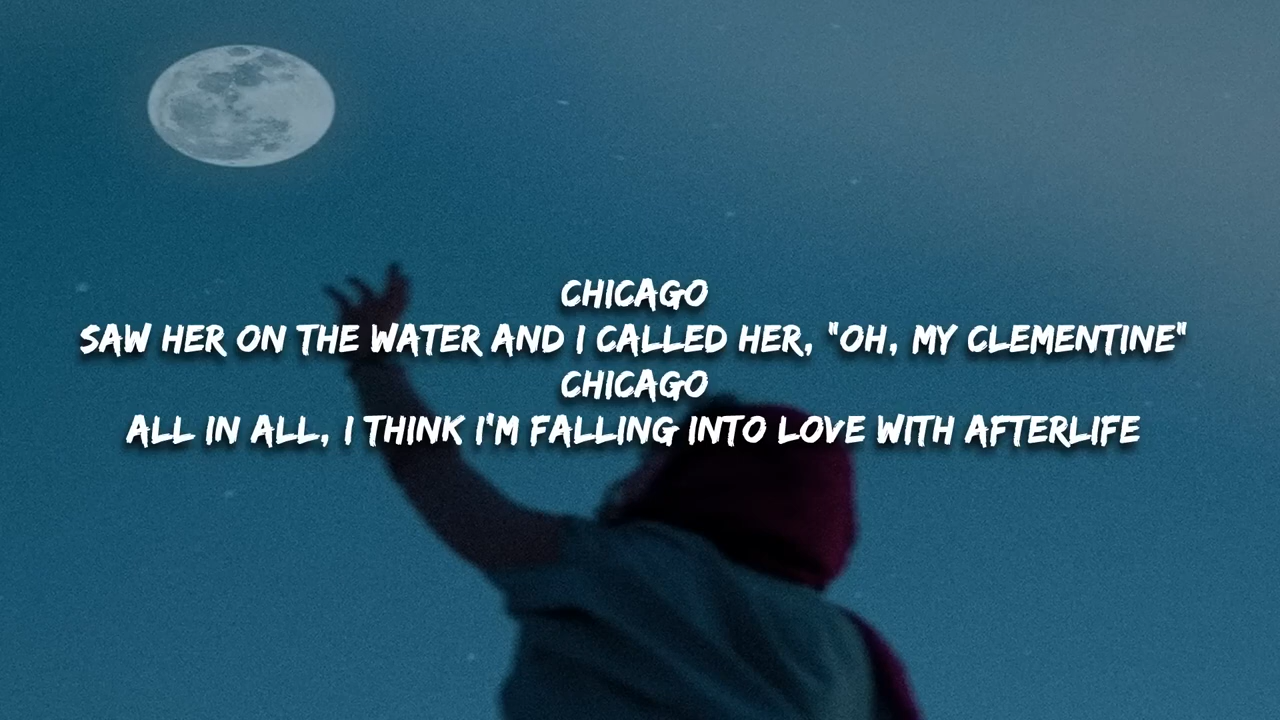 CHICAGO
SAW HER ON THE WATER AND I CALLED HER, "OH, MY CLEMENTINE"
CHICAGO
ALL IN ALL, I THINK I'M FALLING INTO LOVE WITH AFTERLIFE